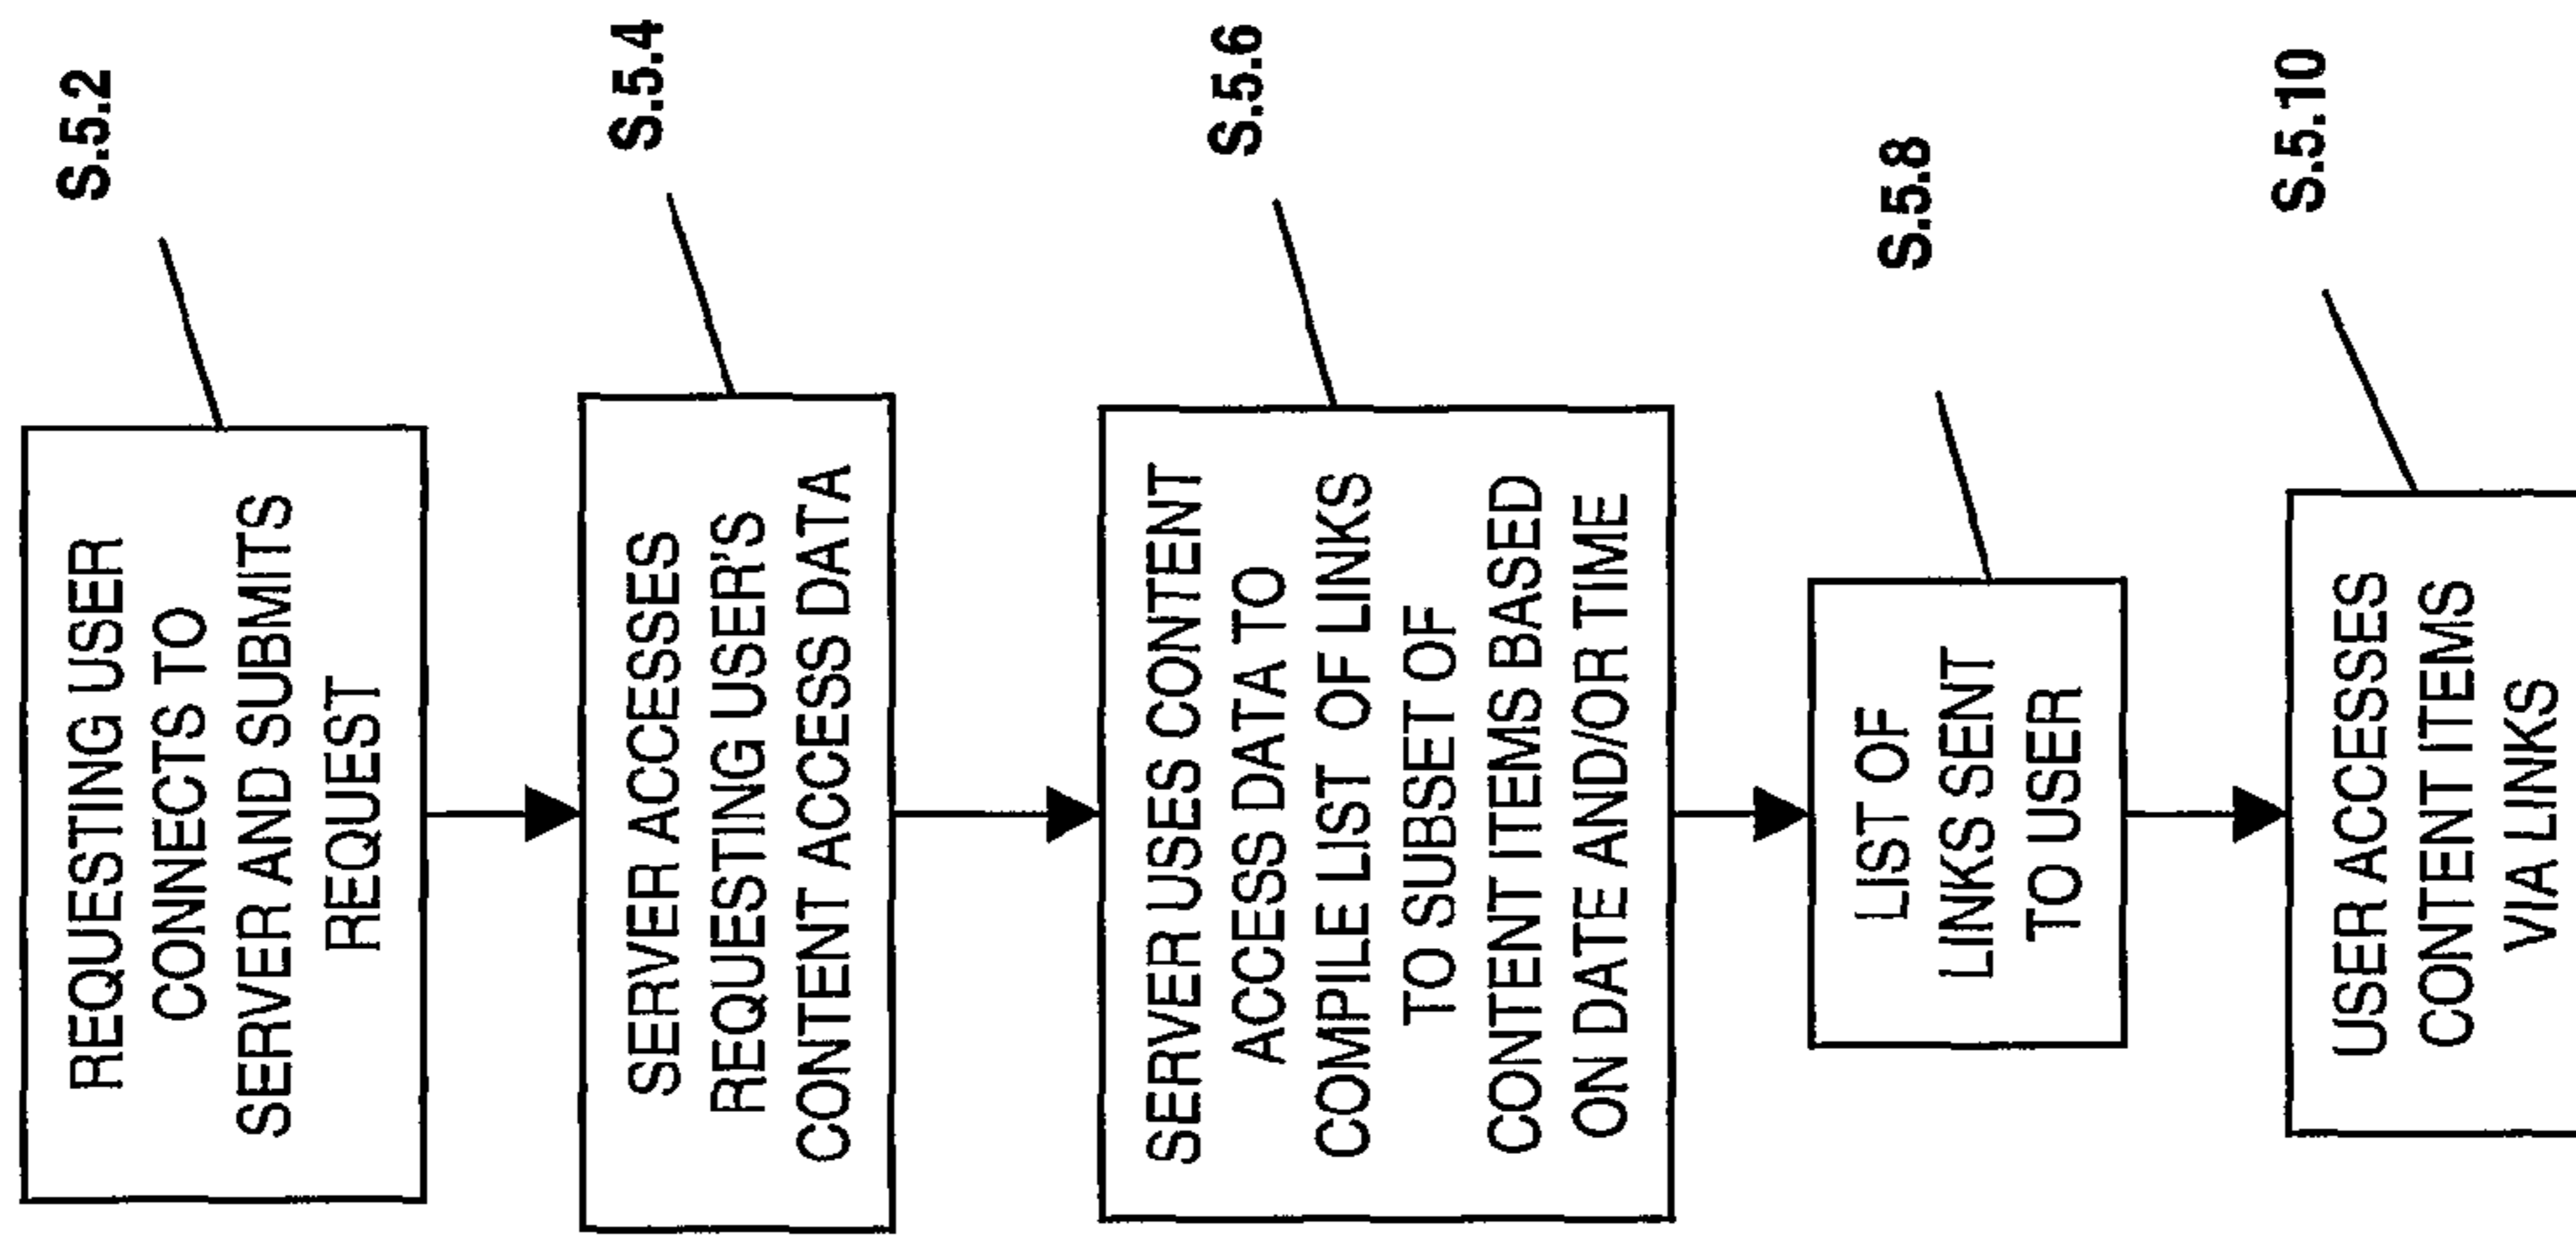 S.5.2
REQUESTING USER
CONNECTS TO
SERVER AND SUBMITS
REQUEST
S.5.4
SERVER ACCESSES
REQUESTING USER'S
CONTENT ACCESS DATA
S.5.6
SERVER USES CONTENT
ACCESS DATA TO
COMPILE LIST OF LINKS
TO SUBSET OF
CONTENT ITEMS BASED
ON DATE AND/OR TIME
S.5.8
LIST OF
LINKS SENT
TO USER
S.5.10
USER ACCESSES
CONTENT ITEMS
VIA LINKS